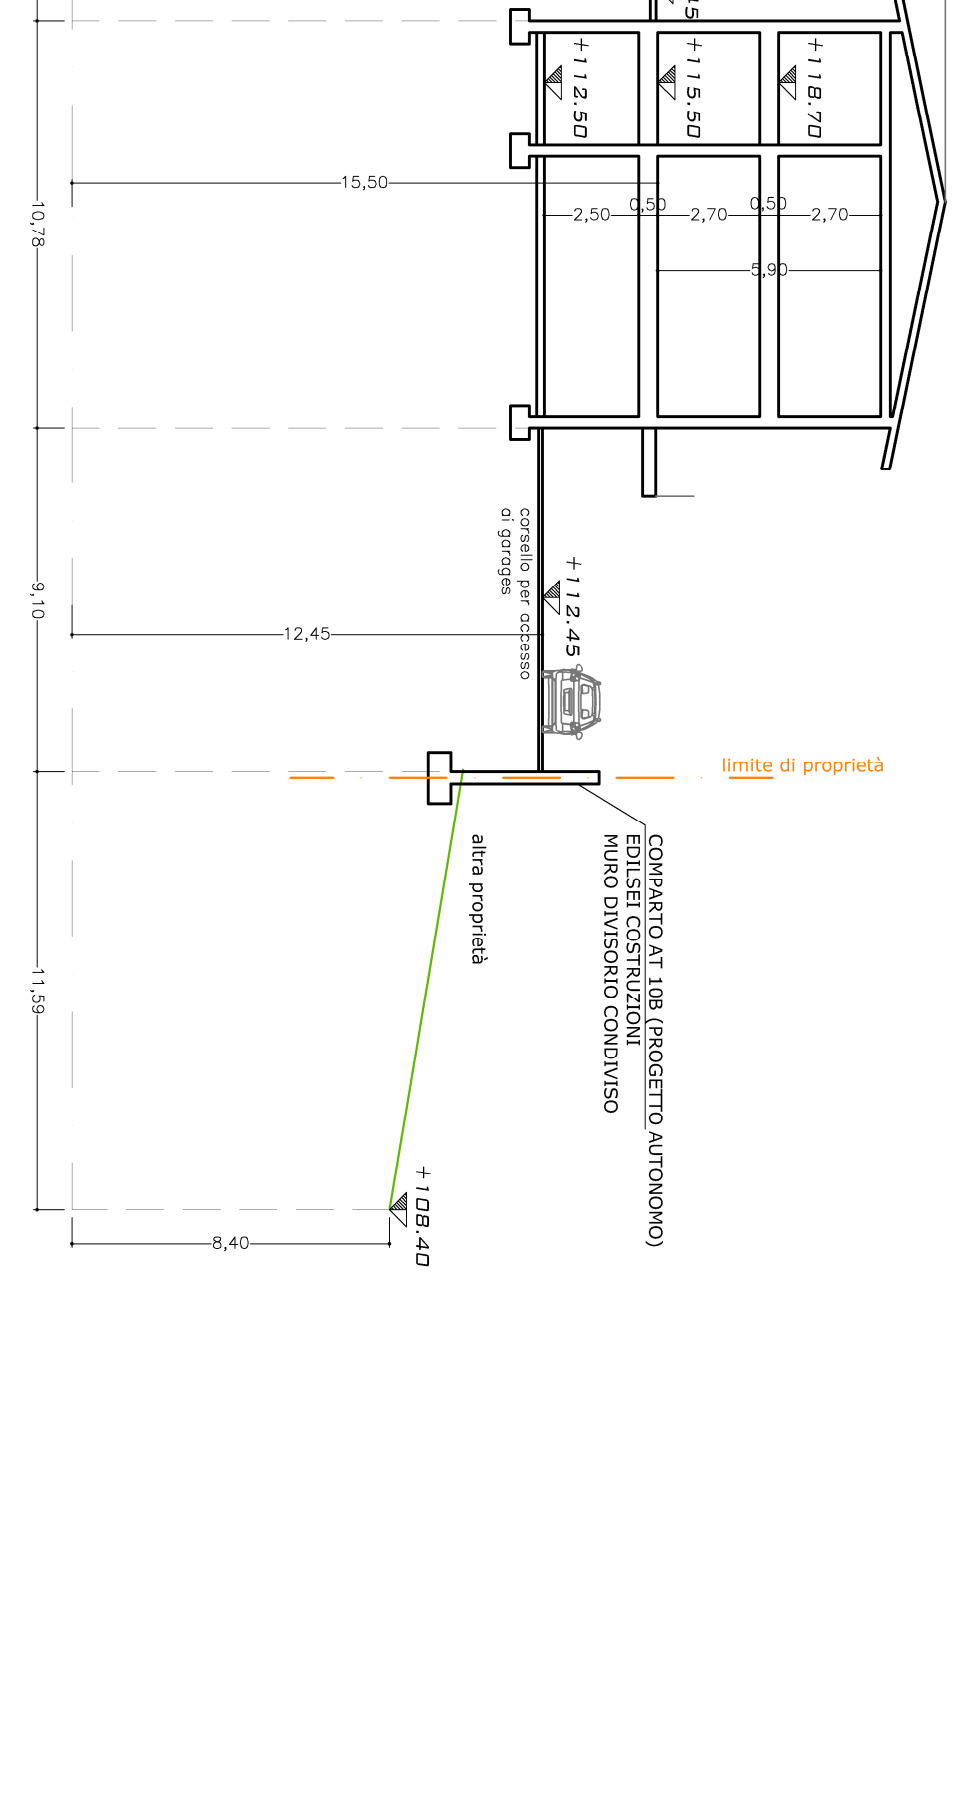 +112.50
+115.50
+118.70
15,50
2,50
0,50
2,70
0,50
2,70
5,90
10,78
corsello per accesso
ai garages
+112.45
12,45
9,10
limite di proprietà
COMPARTO AT 10B (PROGETTO AUTONOMO)
EDILSEI COSTRUZIONI
MURO DIVISORIO CONDIVISO
altra proprietà
11,59
+108.40
8,40